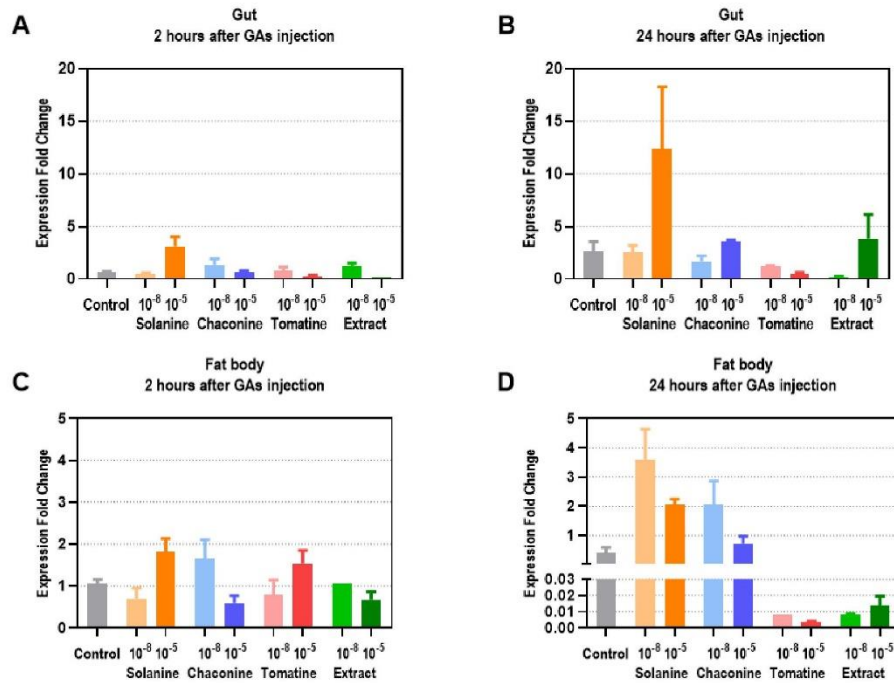 A
Gut
2 hours after GAs injection
Expression Fold Change
20
15
10
5
0
Control
10⁻⁸ 10⁻⁵ 10⁻⁸ 10⁻⁵ 10⁻⁸ 10⁻⁵ 10⁻⁸ 10⁻⁵
Solanine Chaconine Tomatine Extract
B
Gut
24 hours after GAs injection
Expression Fold Change
20
15
10
5
0
Control
10⁻⁸ 10⁻⁵ 10⁻⁸ 10⁻⁵ 10⁻⁸ 10⁻⁵ 10⁻⁸ 10⁻⁵
Solanine Chaconine Tomatine Extract
C
Fat body
2 hours after GAs injection
Expression Fold Change
5
4
3
2
1
0
Control
10⁻⁸ 10⁻⁵ 10⁻⁸ 10⁻⁵ 10⁻⁸ 10⁻⁵ 10⁻⁸ 10⁻⁵
Solanine Chaconine Tomatine Extract
D
Fat body
24 hours after GAs injection
Expression Fold Change
5
4
3
2
1
0.03
0.02
0.01
0.00
Control
10⁻⁸ 10⁻⁵ 10⁻⁸ 10⁻⁵ 10⁻⁸ 10⁻⁵ 10⁻⁸ 10⁻⁵
Solanine Chaconine Tomatine Extract